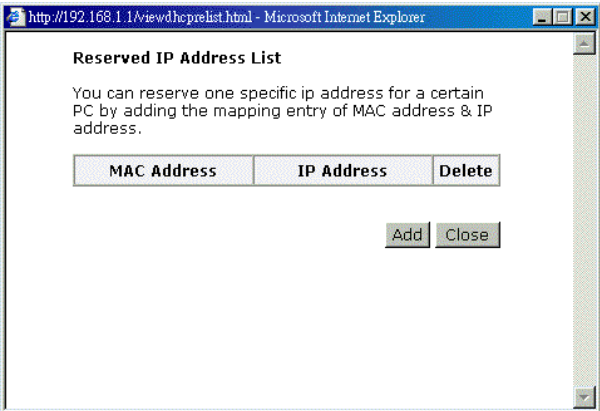 http://192.168.1.1/viewdhcprelist.html - Microsoft Internet Explorer
Reserved IP Address List
You can reserve one specific ip address for a certain
PC by adding the mapping entry of MAC address & IP
address.
MAC Address IP Address Delete
Add Close